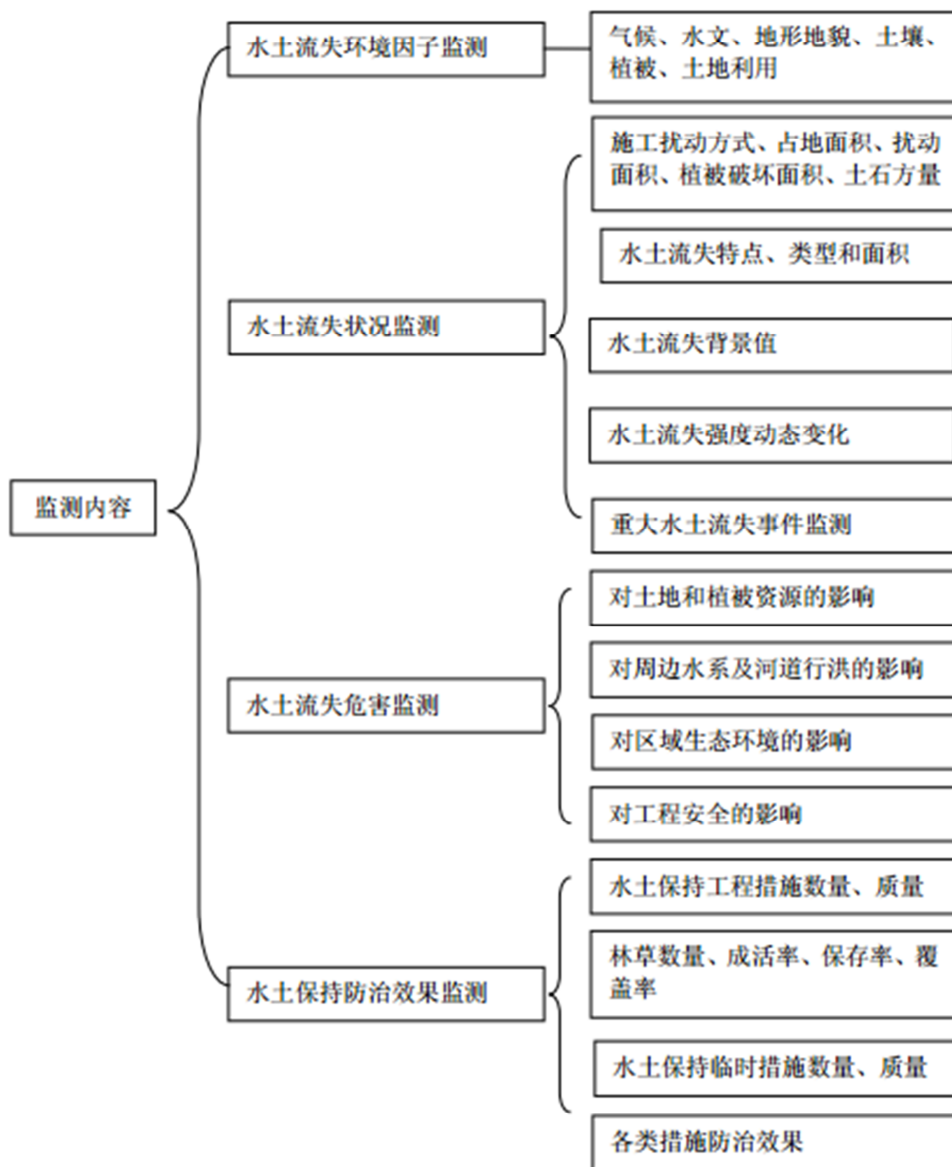 监测内容
水土流失环境因子监测
气候、水文、地形地貌、土壤、
植被、土地利用
水土流失状况监测
施工扰动方式、占地面积、扰动
面积、植被破坏面积、土石方量
水土流失特点、类型和面积
水土流失背景值
水土流失强度动态变化
重大水土流失事件监测
水土流失危害监测
对土地和植被资源的影响
对周边水系及河道行洪的影响
对区域生态环境的影响
对工程安全的影响
水土保持防治效果监测
水土保持工程措施数量、质量
林草数量、成活率、保存率、覆
盖率
水土保持临时措施数量、质量
各类措施防治效果